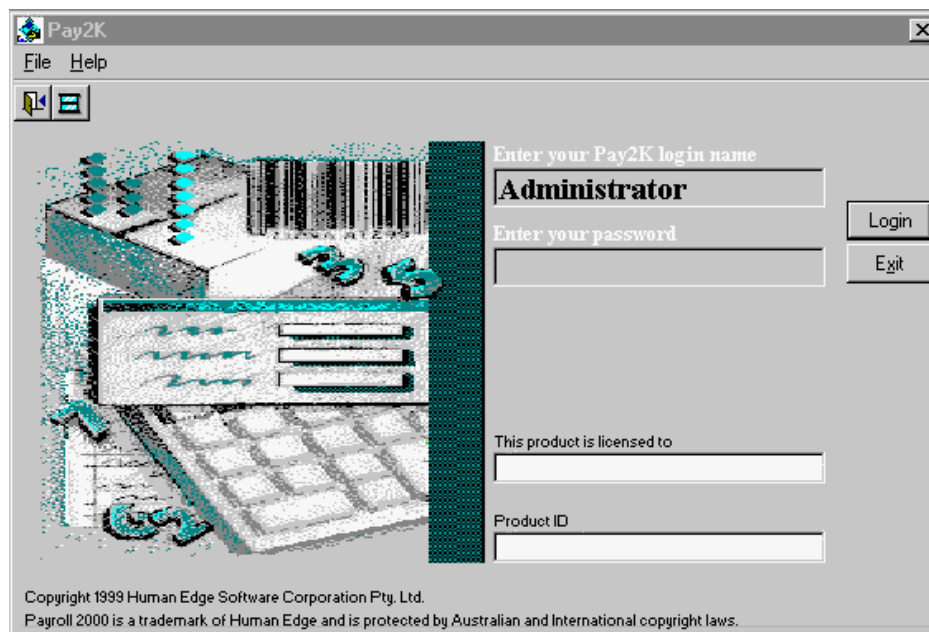 Pay2K
File Help
Enter your Pay2K login name
Administrator
Login
Enter your password
Exit
This product is licensed to
Product ID
Copyright 1999 Human Edge Software Corporation Pty. Ltd.
Payroll 2000 is a trademark of Human Edge and is protected by Australian and International copyright laws.